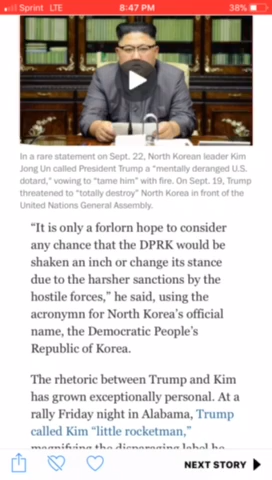 Sprint LTE 8:47 PM 38%
In a rare statement on Sept. 22, North Korean leader Kim
Jong Un called President Trump a “mentally deranged U.S.
dotard,” vowing to “tame him” with fire. On Sept. 19, Trump
threatened to “totally destroy” North Korea in front of the
United Nations General Assembly.
“It is only a forlorn hope to consider
any chance that the DPRK would be
shaken an inch or change its stance
due to the harsher sanctions by the
hostile forces,” he said, using the
acronym for North Korea’s official
name, the Democratic People’s
Republic of Korea.
The rhetoric between Trump and Kim
has grown exceptionally personal. At a
rally Friday night in Alabama, Trump
called Kim “little rocketman,”
magnifying the disparaging label he
NEXT STORY